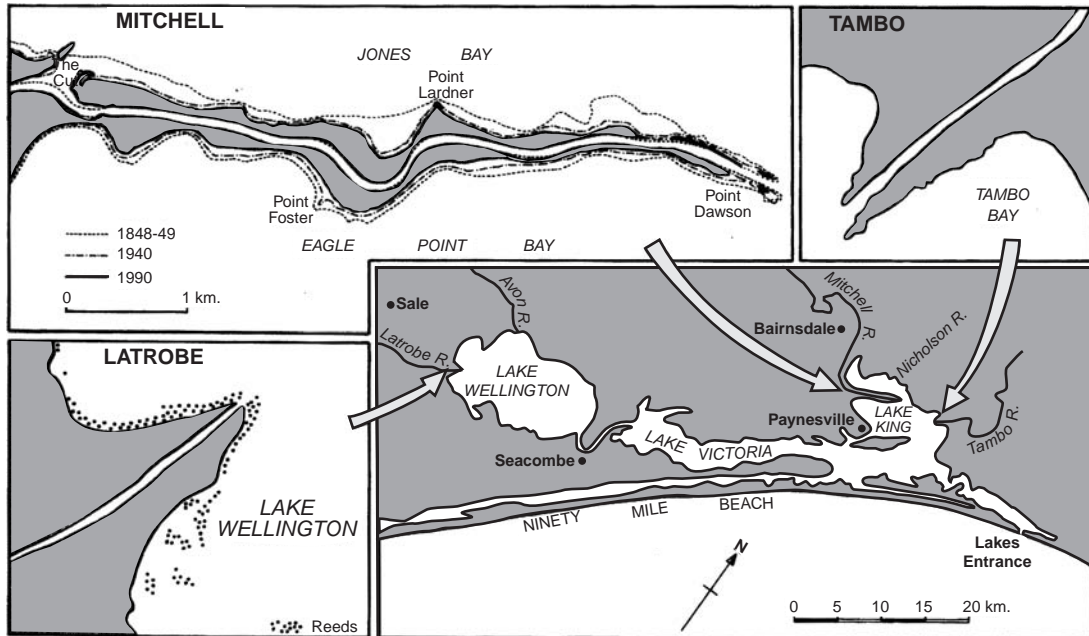 MITCHELL
JONES BAY
The
Cut
Point
Lardner
Point
Foster
Point
Dawson
EAGLE POINT BAY
1848-49
1940
1990
0 1 km.
TAMBO
TAMBO
BAY
LATROBE
LAKE
WELLINGTON
Reeds
Sale
Avon R.
Latrobe R.
LAKE
WELLINGTON
Seacombe
LAKE VICTORIA
Bairnsdale
Mitchell R.
Nicholson R.
Paynesville
LAKE
KING
Tambo R.
NINETY MILE BEACH
Lakes
Entrance
N
0 5 10 15 20 km.